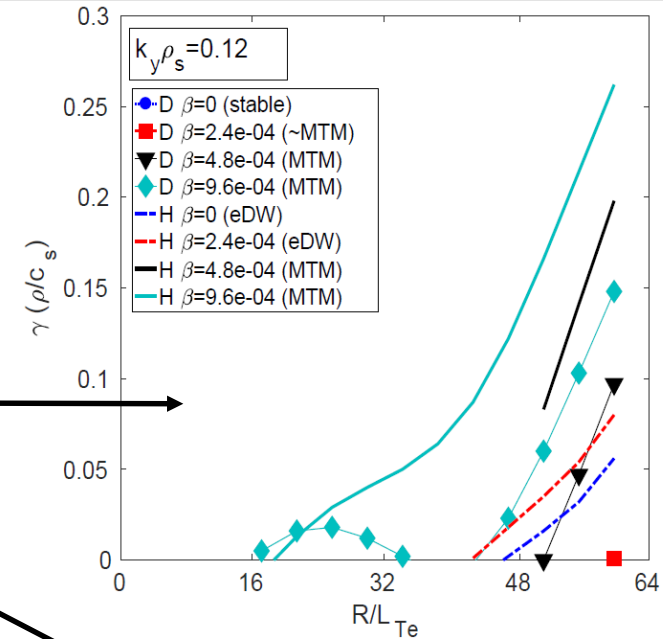 0.3
0.25
0.2
0.15
0.1
0.05
0
γ (ρ/c_s)
k_yρ_s=0.12
D β=0 (stable)
D β=2.4e-04 (~MTM)
D β=4.8e-04 (MTM)
D β=9.6e-04 (MTM)
H β=0 (eDW)
H β=2.4e-04 (eDW)
H β=4.8e-04 (MTM)
H β=9.6e-04 (MTM)
0 16 32 48 64
R/L_Te